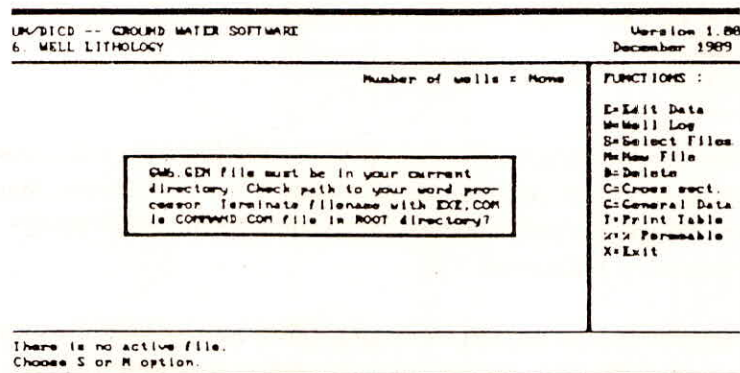 UN/DTCD -- GROUND WATER SOFTWARE
6. WELL LITHOLOGY
Version 1.00
December 1989
Number of wells = None
GW6.GEN file must be in your current
directory. Check path to your word pro-
cessor Terminate filename with EXE,COM
Is COMMAND.COM file in ROOT directory?
FUNCTIONS :
E=Edit Data
W=Well Log
S=Select Files
N=New File
D=Delete
C=Cross sect.
G=General Data
T=Print Table
%=% Permeable
X=Exit
There is no active file.
Choose S or N option.